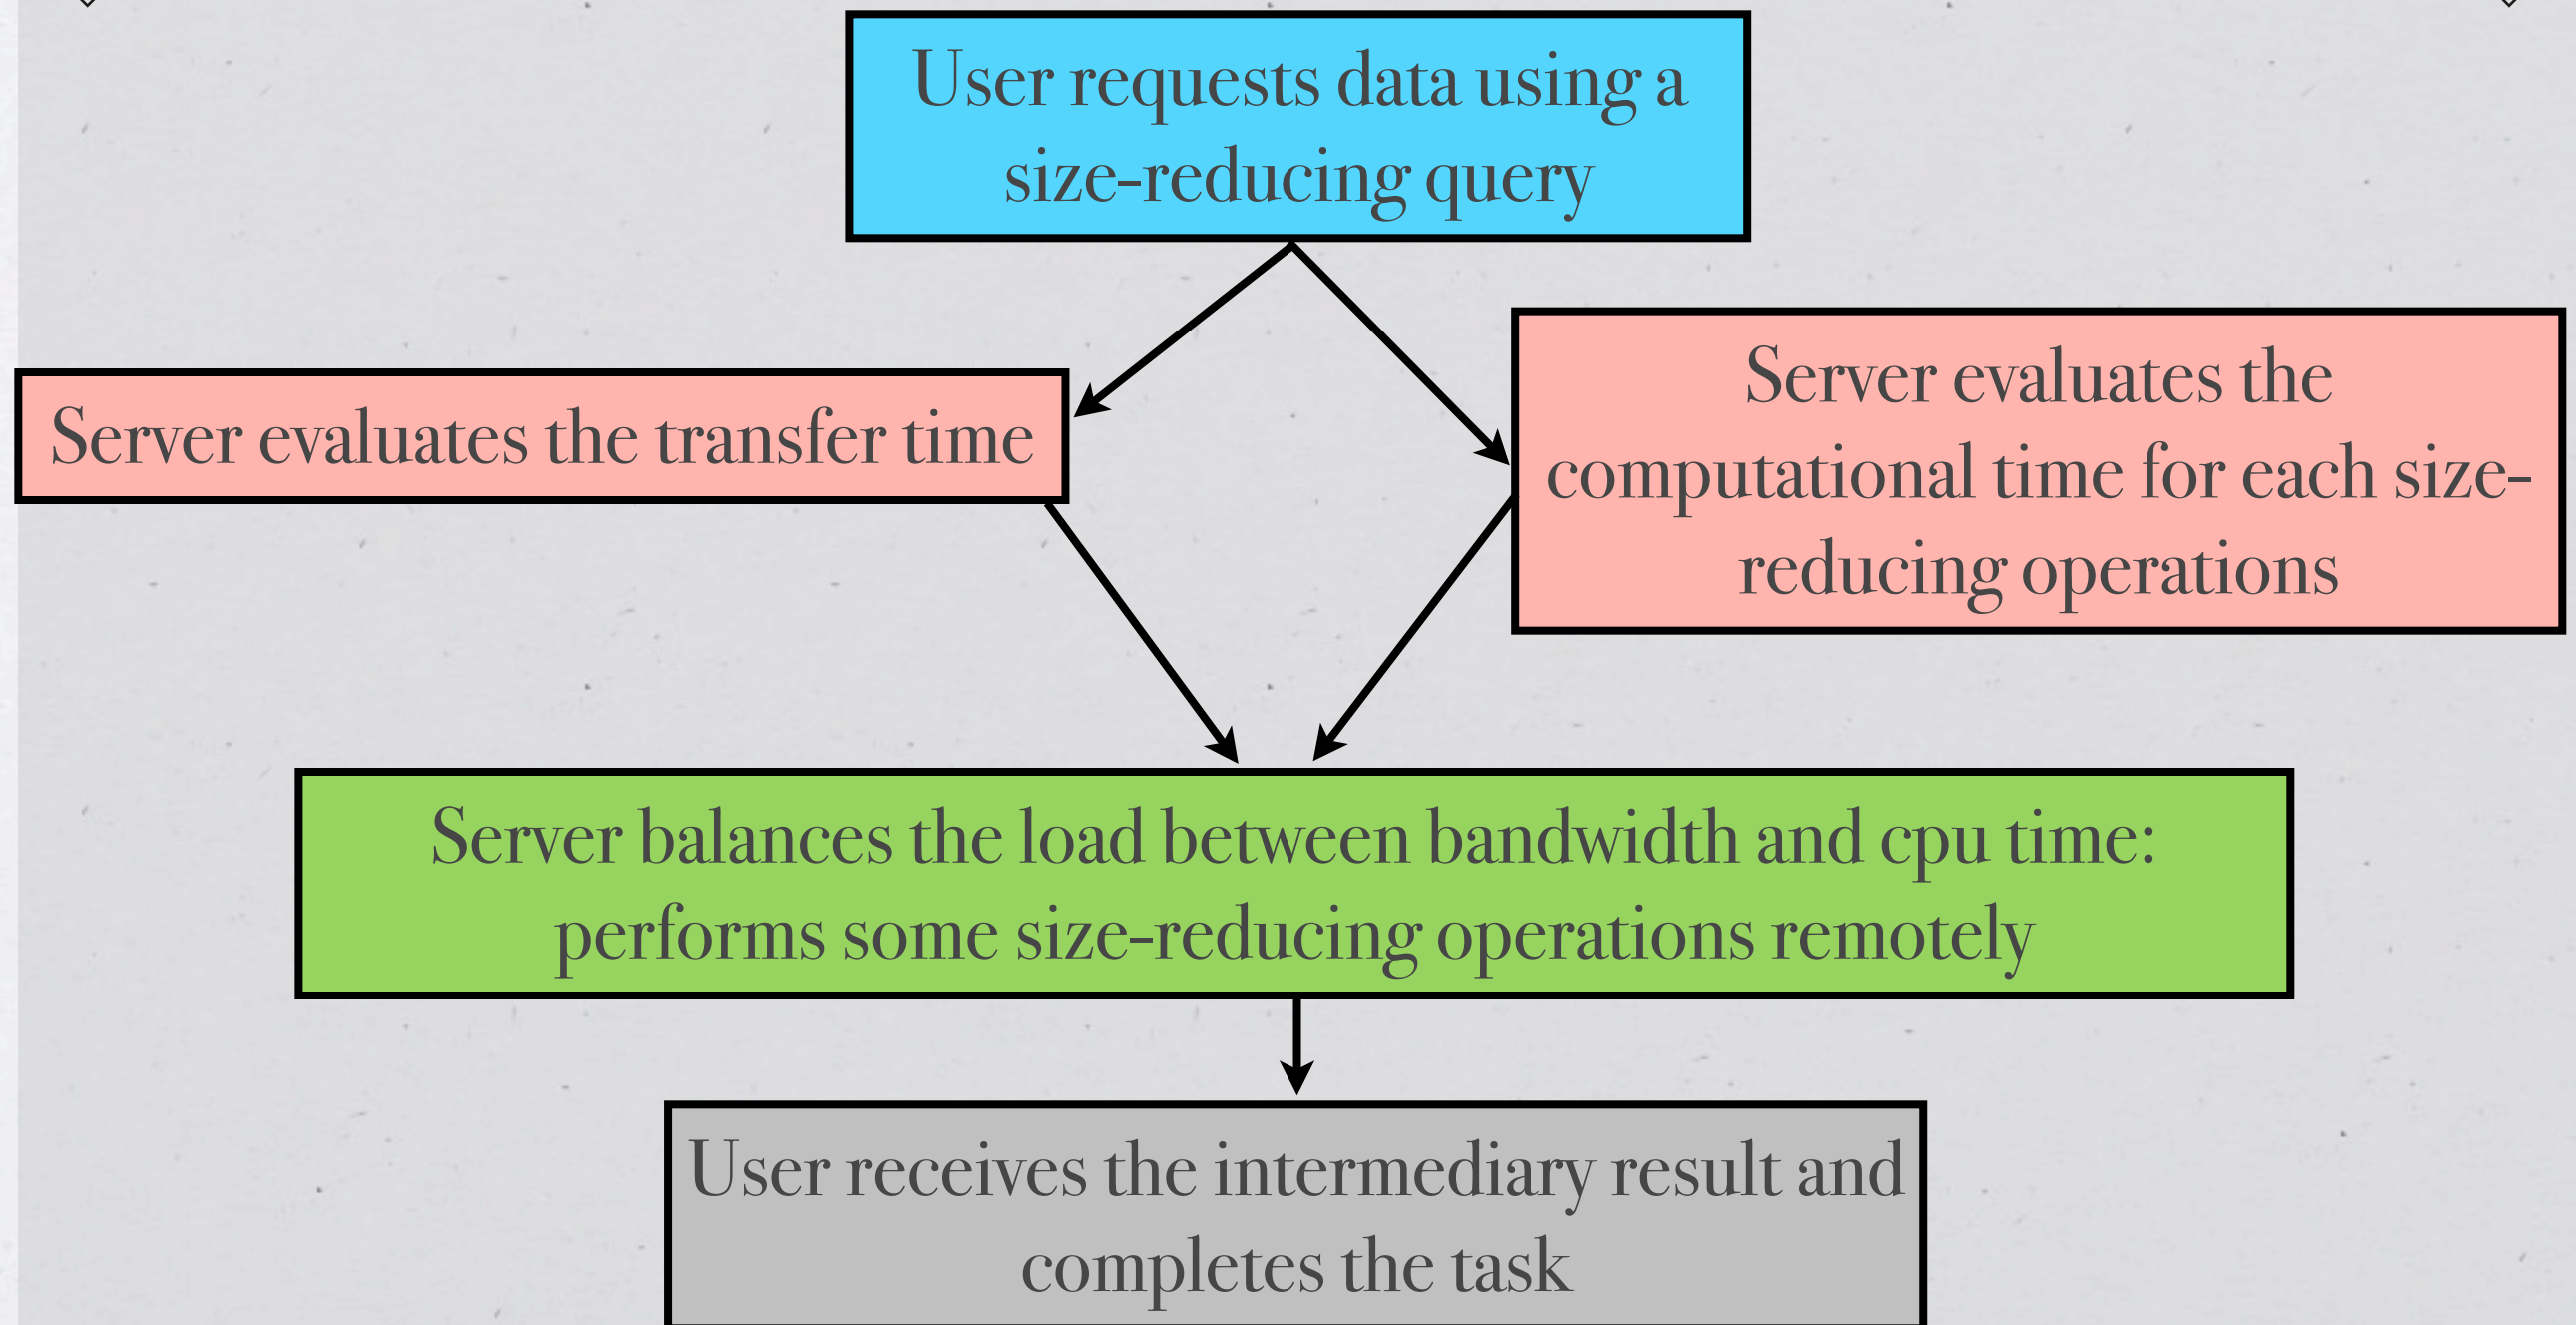 User requests data using a
size-reducing query
Server evaluates the transfer time
Server evaluates the
computational time for each size-
reducing operations
Server balances the load between bandwidth and cpu time:
performs some size-reducing operations remotely
User receives the intermediary result and
completes the task